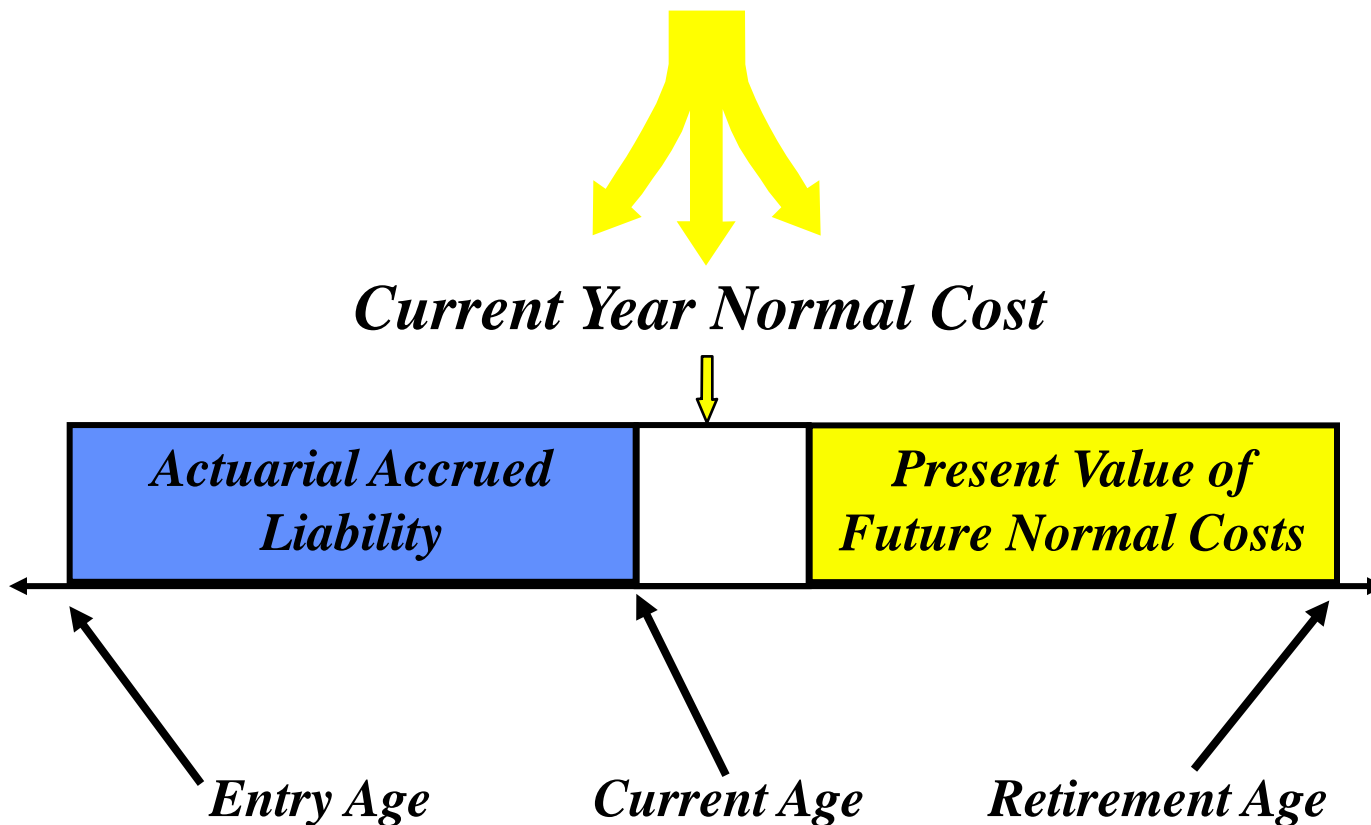 Current Year Normal Cost
Actuarial Accrued
Liability
Present Value of
Future Normal Costs
Entry Age
Current Age
Retirement Age